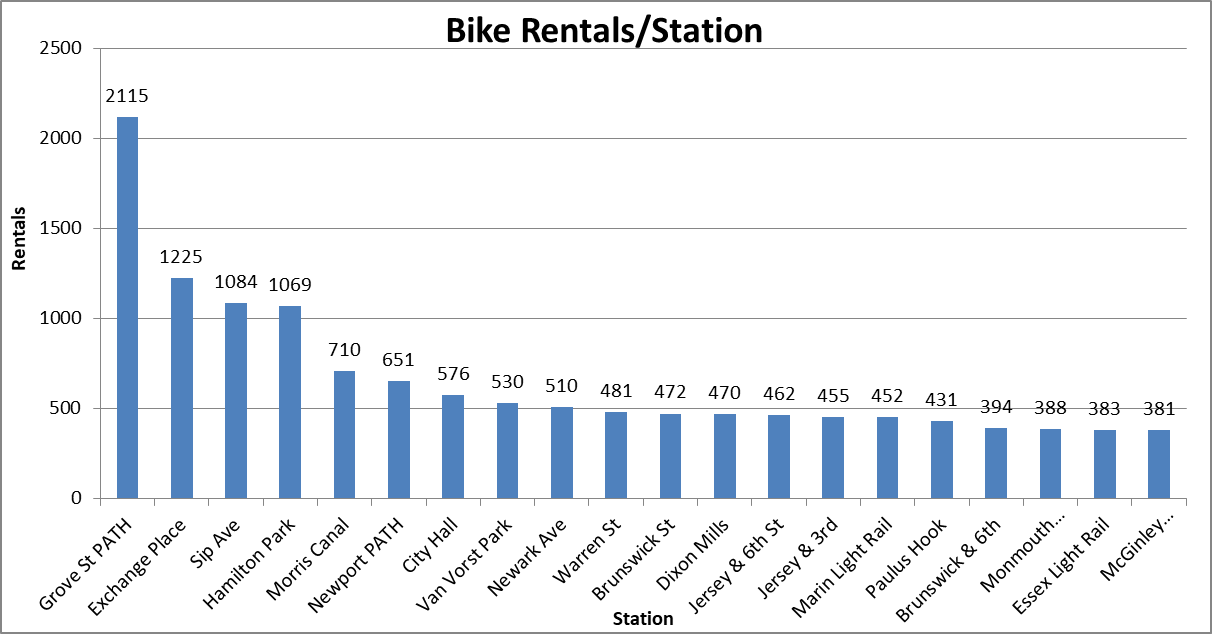 Bike Rentals/Station
2500
2000
1500
1000
500
0
Rentals
2115
1225
1084
1069
710
651
576
530
510
481
472
470
462
455
452
431
394
388
383
381
Grove St PATH
Exchange Place
Sip Ave
Hamilton Park
Morris Canal
Newport PATH
City Hall
Van Vorst Park
Newark Ave
Warren St
Brunswick St
Dixon Mills
Jersey & 6th St
Jersey & 3rd
Marin Light Rail
Paulus Hook
Brunswick & 6th
Monmouth...
Essex Light Rail
McGinley...
Station